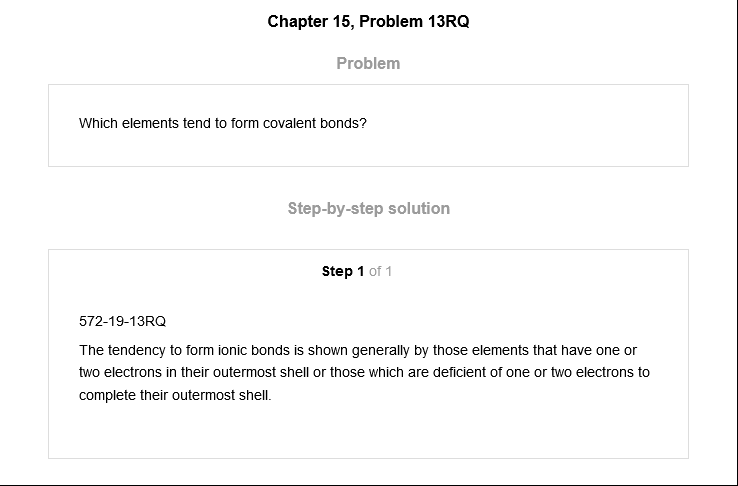 Chapter 15, Problem 13RQ
Problem
Which elements tend to form covalent bonds?
Step-by-step solution
Step 1 of 1
572-19-13RQ
The tendency to form ionic bonds is shown generally by those elements that have one or
two electrons in their outermost shell or those which are deficient of one or two electrons to
complete their outermost shell.